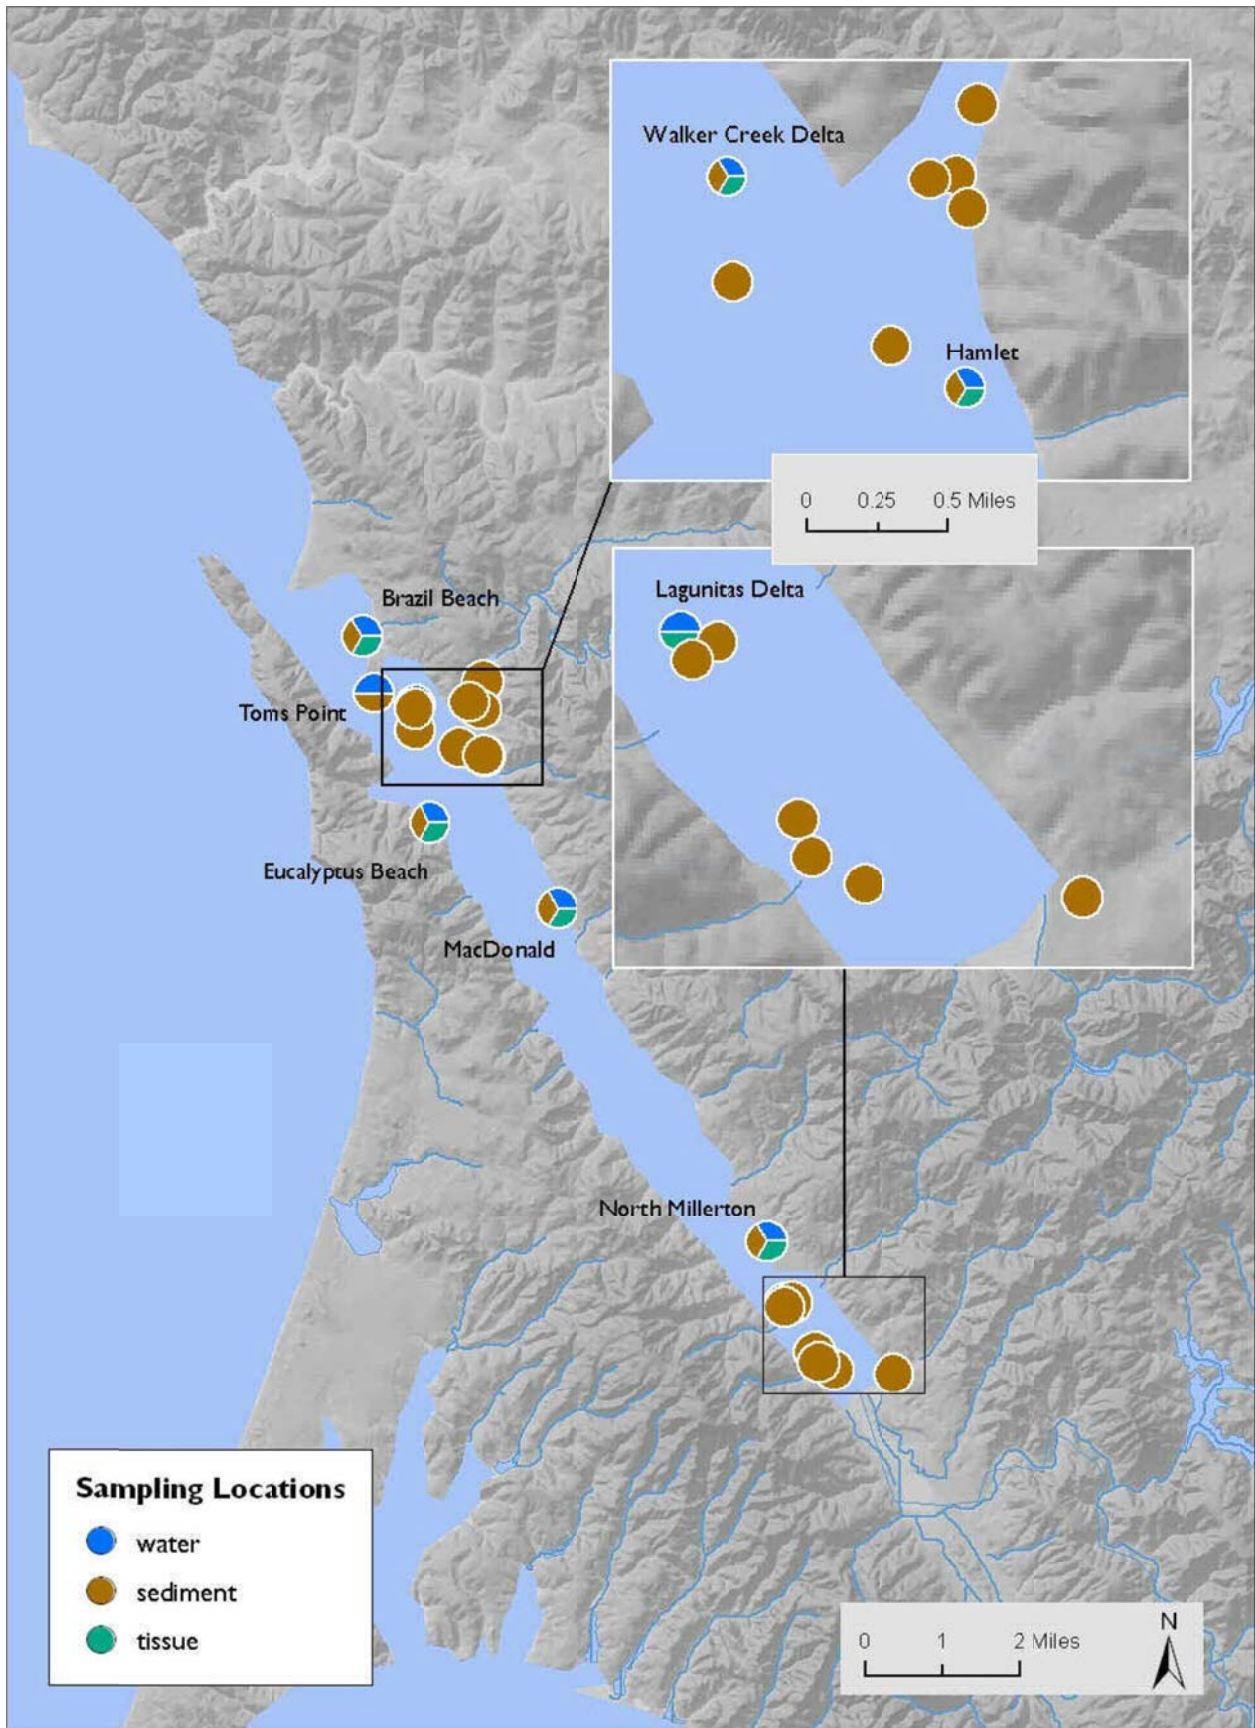 Walker Creek Delta
Hamlet
0 0.25 0.5 Miles
Lagunitas Delta
Brazil Beach
Toms Point
Eucalyptus Beach
MacDonald
North Millerton
Sampling Locations
water
sediment
tissue
N
0 1 2 Miles